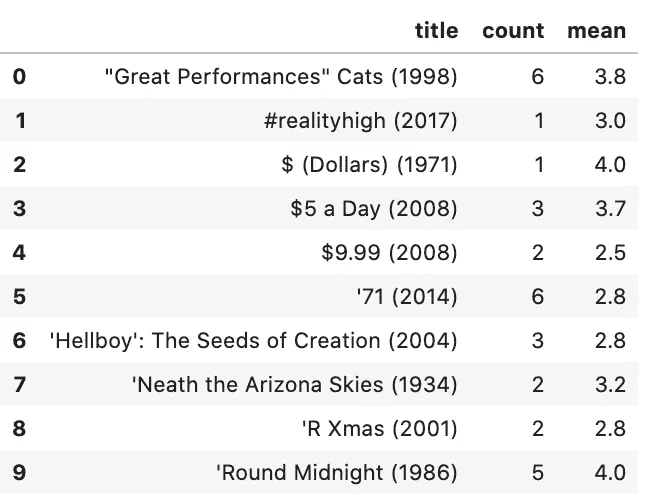 title count mean
0 "Great Performances" Cats (1998) 6 3.8
1 #realityhigh (2017) 1 3.0
2 $ (Dollars) (1971) 1 4.0
3 $5 a Day (2008) 3 3.7
4 $9.99 (2008) 2 2.5
5 '71 (2014) 6 2.8
6 'Hellboy': The Seeds of Creation (2004) 3 2.8
7 'Neath the Arizona Skies (1934) 2 3.2
8 'R Xmas (2001) 2 2.8
9 'Round Midnight (1986) 5 4.0